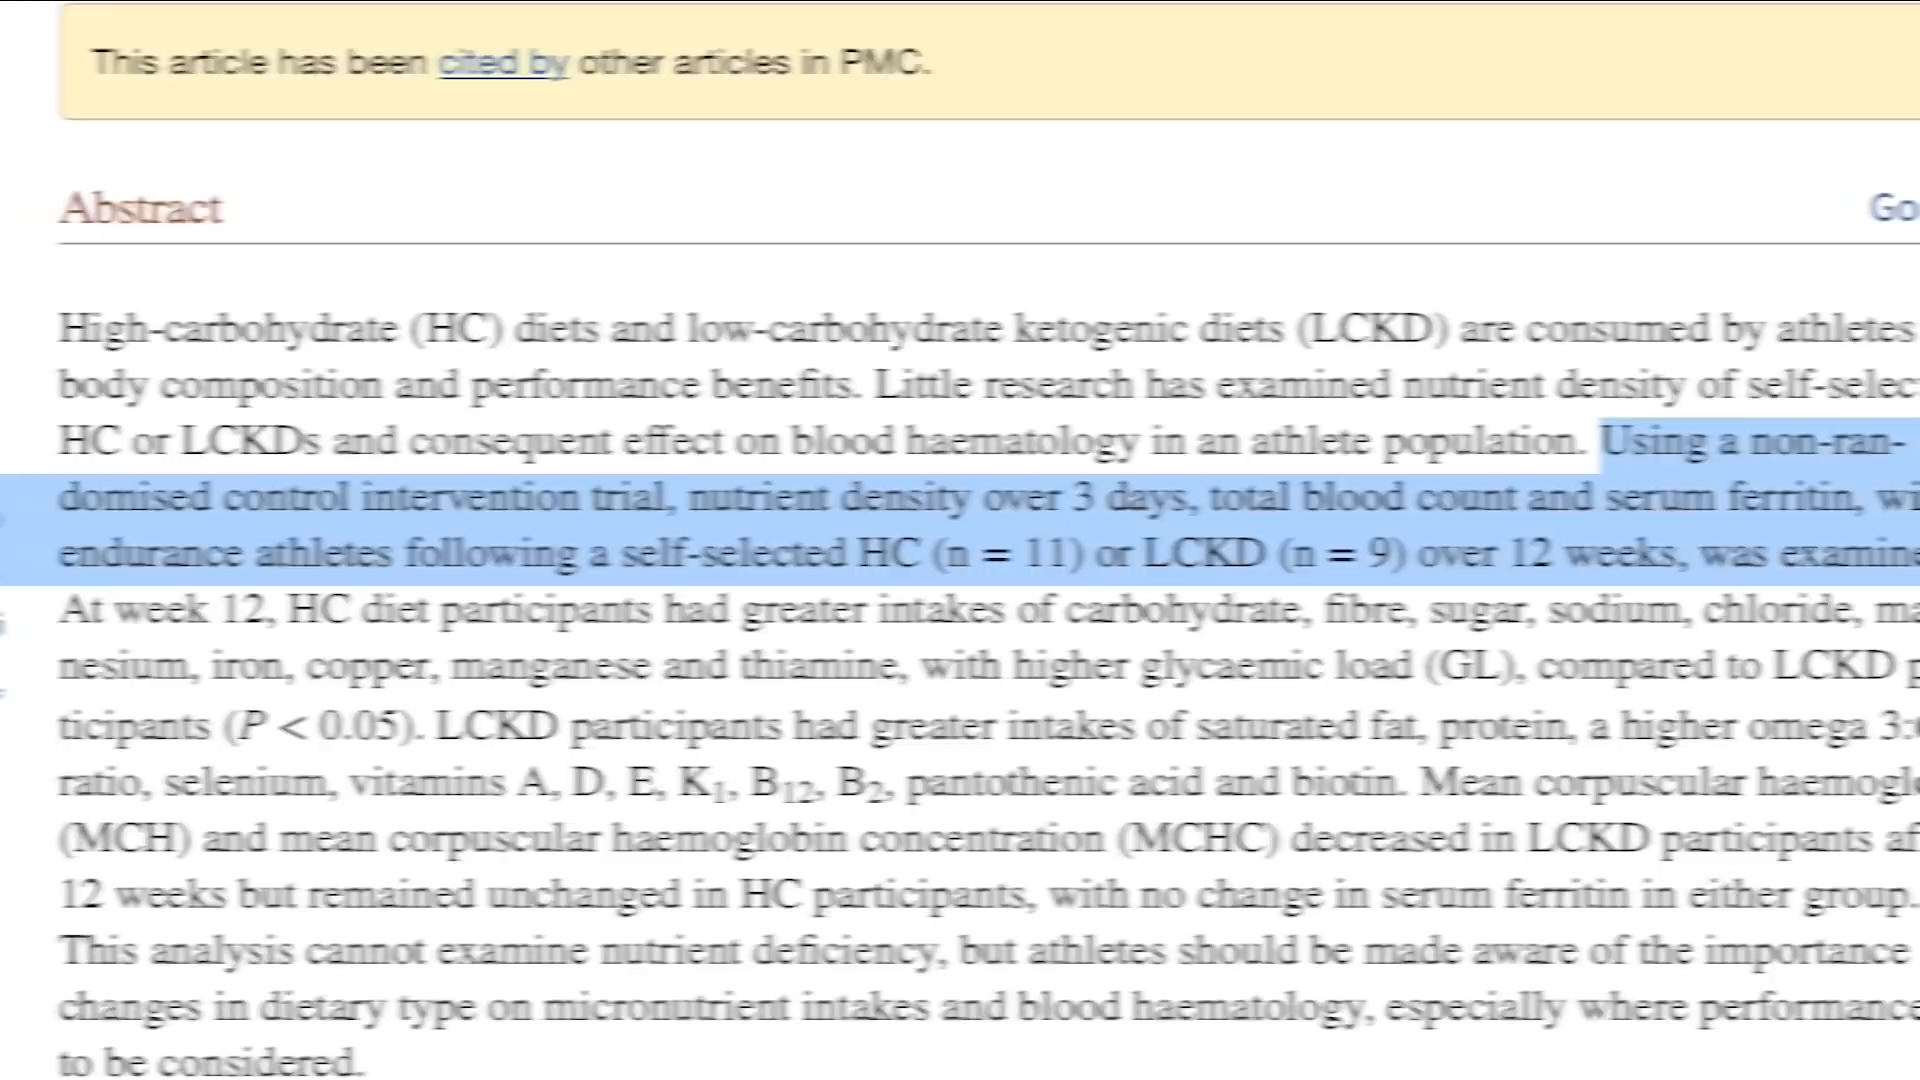 This article has been cited by other articles in PMC.
Abstract
Go
High-carbohydrate (HC) diets and low-carbohydrate ketogenic diets (LCKD) are consumed by athletes
body composition and performance benefits. Little research has examined nutrient density of self-selec
HC or LCKDs and consequent effect on blood haematology in an athlete population. Using a non-ran-
domised control intervention trial, nutrient density over 3 days, total blood count and serum ferritin, wi
endurance athletes following a self-selected HC (n = 11) or LCKD (n = 9) over 12 weeks, was examine
At week 12, HC diet participants had greater intakes of carbohydrate, fibre, sugar, sodium, chloride, ma
nesium, iron, copper, manganese and thiamine, with higher glycaemic load (GL), compared to LCKD p
ticipants (P < 0.05). LCKD participants had greater intakes of saturated fat, protein, a higher omega 3:6
ratio, selenium, vitamins A, D, E, K1, B12, B2, pantothenic acid and biotin. Mean corpuscular haemoglo
(MCH) and mean corpuscular haemoglobin concentration (MCHC) decreased in LCKD participants af
12 weeks but remained unchanged in HC participants, with no change in serum ferritin in either group.
This analysis cannot examine nutrient deficiency, but athletes should be made aware of the importance
changes in dietary type on micronutrient intakes and blood haematology, especially where performance
to be considered.